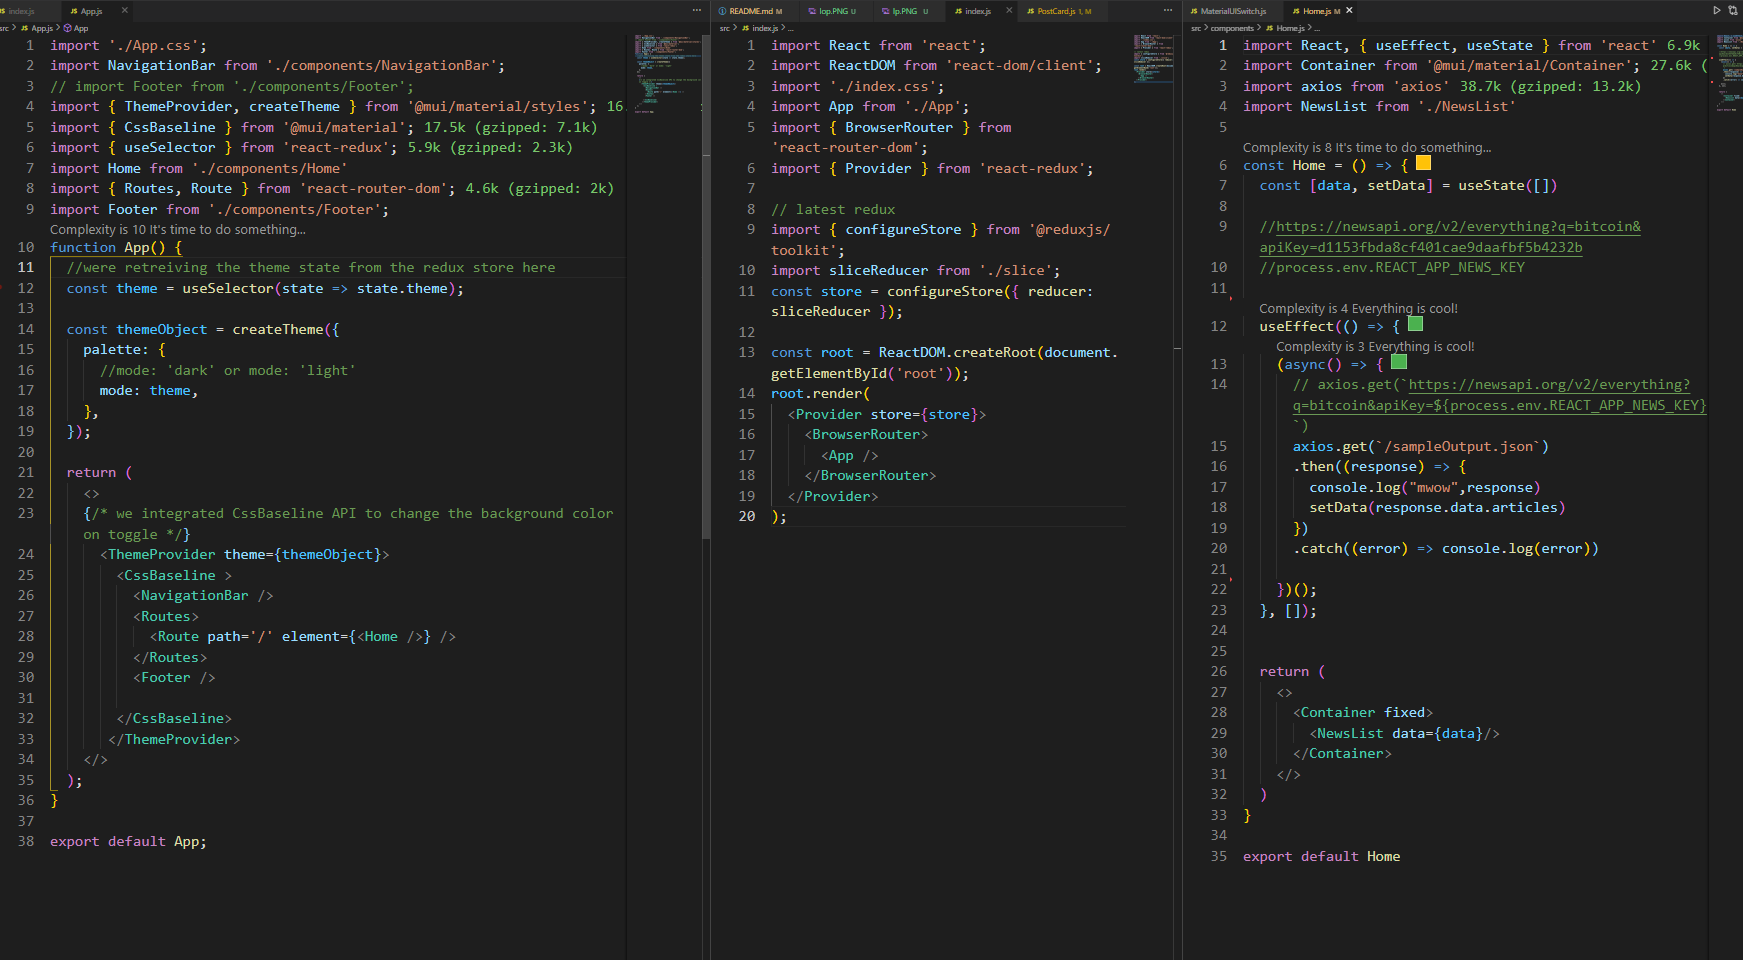 index.js
App.js
src > App.js > App
1 import './App.css';
2 import NavigationBar from './components/NavigationBar';
3 // import Footer from './components/Footer';
4 import { ThemeProvider, createTheme } from '@mui/material/styles'; 16.
5 import { CssBaseline } from '@mui/material'; 17.5k (gzipped: 7.1k)
6 import { useSelector } from 'react-redux'; 5.9k (gzipped: 2.3k)
7 import Home from './components/Home'
8 import { Routes, Route } from 'react-router-dom'; 4.6k (gzipped: 2k)
9 import Footer from './components/Footer';
Complexity is 10 It's time to do something...
10 function App() {
11 //were retreiving the theme state from the redux store here
12 const theme = useSelector(state => state.theme);
13
14 const themeObject = createTheme({
15 palette: {
16 //mode: 'dark' or mode: 'light'
17 mode: theme,
18 },
19 });
20
21 return (
22 <>
23 {/* we integrated CssBaseline API to change the background color
on toggle */}
24 <ThemeProvider theme={themeObject}>
25 <CssBaseline >
26 <NavigationBar />
27 <Routes>
28 <Route path='/' element={<Home />} />
29 </Routes>
30 <Footer />
31
32 </CssBaseline>
33 </ThemeProvider>
34 </>
35 );
36 }
37
38 export default App;
README.md M
lop.PNG U
lp.PNG U
index.js
PostCard.js 1, M
src > index.js > ...
1 import React from 'react';
2 import ReactDOM from 'react-dom/client';
3 import './index.css';
4 import App from './App';
5 import { BrowserRouter } from
'react-router-dom';
6 import { Provider } from 'react-redux';
7
8 // latest redux
9 import { configureStore } from '@reduxjs/
toolkit';
10 import sliceReducer from './slice';
11 const store = configureStore({ reducer:
sliceReducer });
12
13 const root = ReactDOM.createRoot(document.
getElementById('root'));
14 root.render(
15 <Provider store={store}>
16 <BrowserRouter>
17 <App />
18 </BrowserRouter>
19 </Provider>
20 );
MaterialUISwitch.js
Home.js M
src > components > Home.js > ...
1 import React, { useEffect, useState } from 'react' 6.9k
2 import Container from '@mui/material/Container'; 27.6k (
3 import axios from 'axios' 38.7k (gzipped: 13.2k)
4 import NewsList from './NewsList'
5
Complexity is 8 It's time to do something...
6 const Home = () => {
7 const [data, setData] = useState([])
8
9 //https://newsapi.org/v2/everything?q=bitcoin&
apiKey=d1153fbda8cf401cae9daafbf5b4232b
10 //process.env.REACT_APP_NEWS_KEY
11
Complexity is 4 Everything is cool!
12 useEffect(() => {
Complexity is 3 Everything is cool!
13 (async() => {
14 // axios.get(`https://newsapi.org/v2/everything?
q=bitcoin&apiKey=${process.env.REACT_APP_NEWS_KEY}
`)
15 axios.get(`/sampleOutput.json`)
16 .then((response) => {
17 console.log("mwow",response)
18 setData(response.data.articles)
19 })
20 .catch((error) => console.log(error))
21
22 })();
23 }, []);
24
25
26 return (
27 <>
28 <Container fixed>
29 <NewsList data={data}/>
30 </Container>
31 </>
32 )
33 }
34
35 export default Home